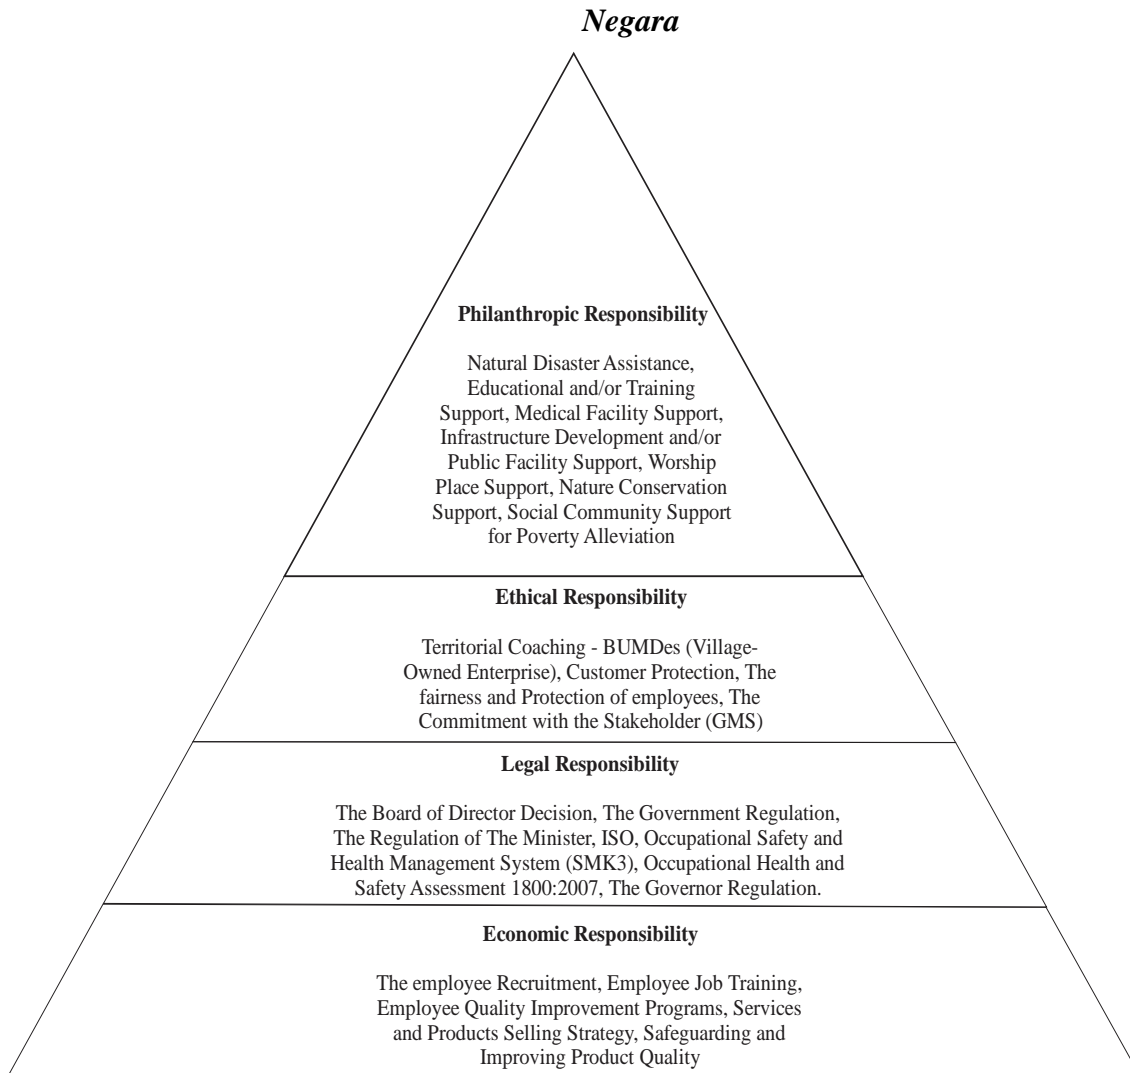 Negara
Philanthropic Responsibility
Natural Disaster Assistance,
Educational and/or Training
Support, Medical Facility Support,
Infrastructure Development and/or
Public Facility Support, Worship
Place Support, Nature Conservation
Support, Social Community Support
for Poverty Alleviation
Ethical Responsibility
Territorial Coaching - BUMDes (Village-
Owned Enterprise), Customer Protection, The
fairness and Protection of employees, The
Commitment with the Stakeholder (GMS)
Legal Responsibility
The Board of Director Decision, The Government Regulation,
The Regulation of The Minister, ISO, Occupational Safety and
Health Management System (SMK3), Occupational Health and
Safety Assessment 1800:2007, The Governor Regulation.
Economic Responsibility
The employee Recruitment, Employee Job Training,
Employee Quality Improvement Programs, Services
and Products Selling Strategy, Safeguarding and
Improving Product Quality